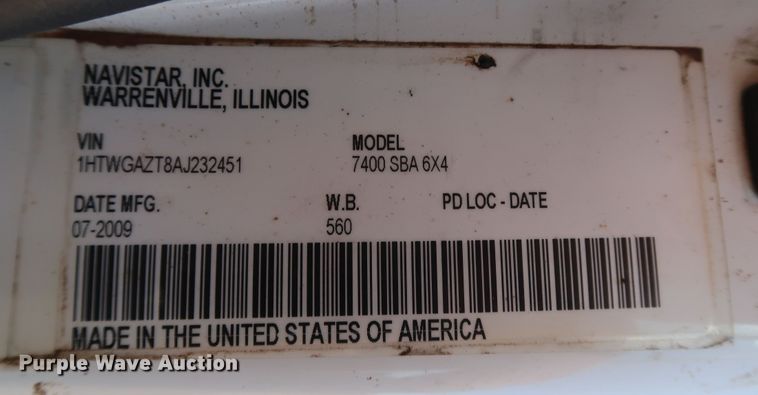 NAVISTAR, INC.
WARRENVILLE, ILLINOIS
VIN MODEL
1HTWGAZT8AJ232451 7400 SBA 6X4
DATE MFG. W.B. PD LOC - DATE
07-2009 560
MADE IN THE UNITED STATES OF AMERICA
Purple Wave Auction